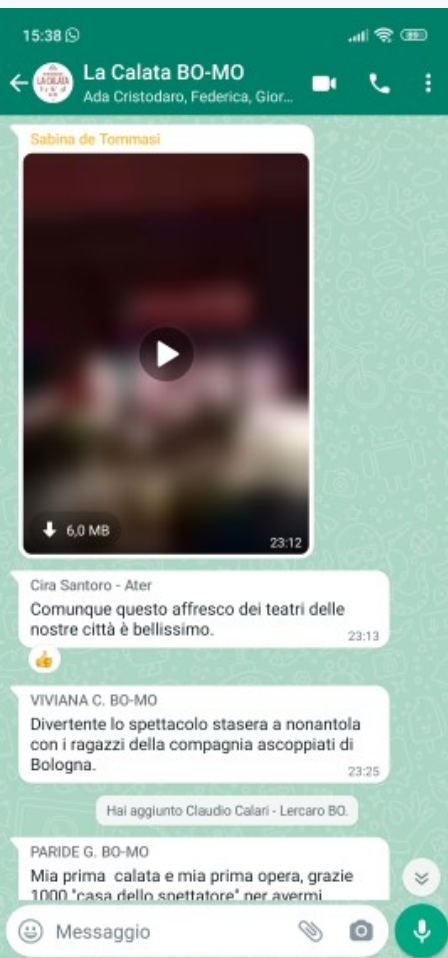 15:38
89
LA CALATA
La Calata BO-MO
Ada Cristodaro, Federica, Gior...
Sabina de Tommasi
6,0 MB
23:12
Cira Santoro - Ater
Comunque questo affresco dei teatri delle
nostre città è bellissimo.
23:13
VIVIANA C. BO-MO
Divertente lo spettacolo stasera a nonantola
con i ragazzi della compagnia ascoppiati di
Bologna.
23:25
Hai aggiunto Claudio Calari - Lercaro BO.
PARIDE G. BO-MO
Mia prima calata e mia prima opera, grazie
1000 "casa dello spettatore" per avermi
Messaggio